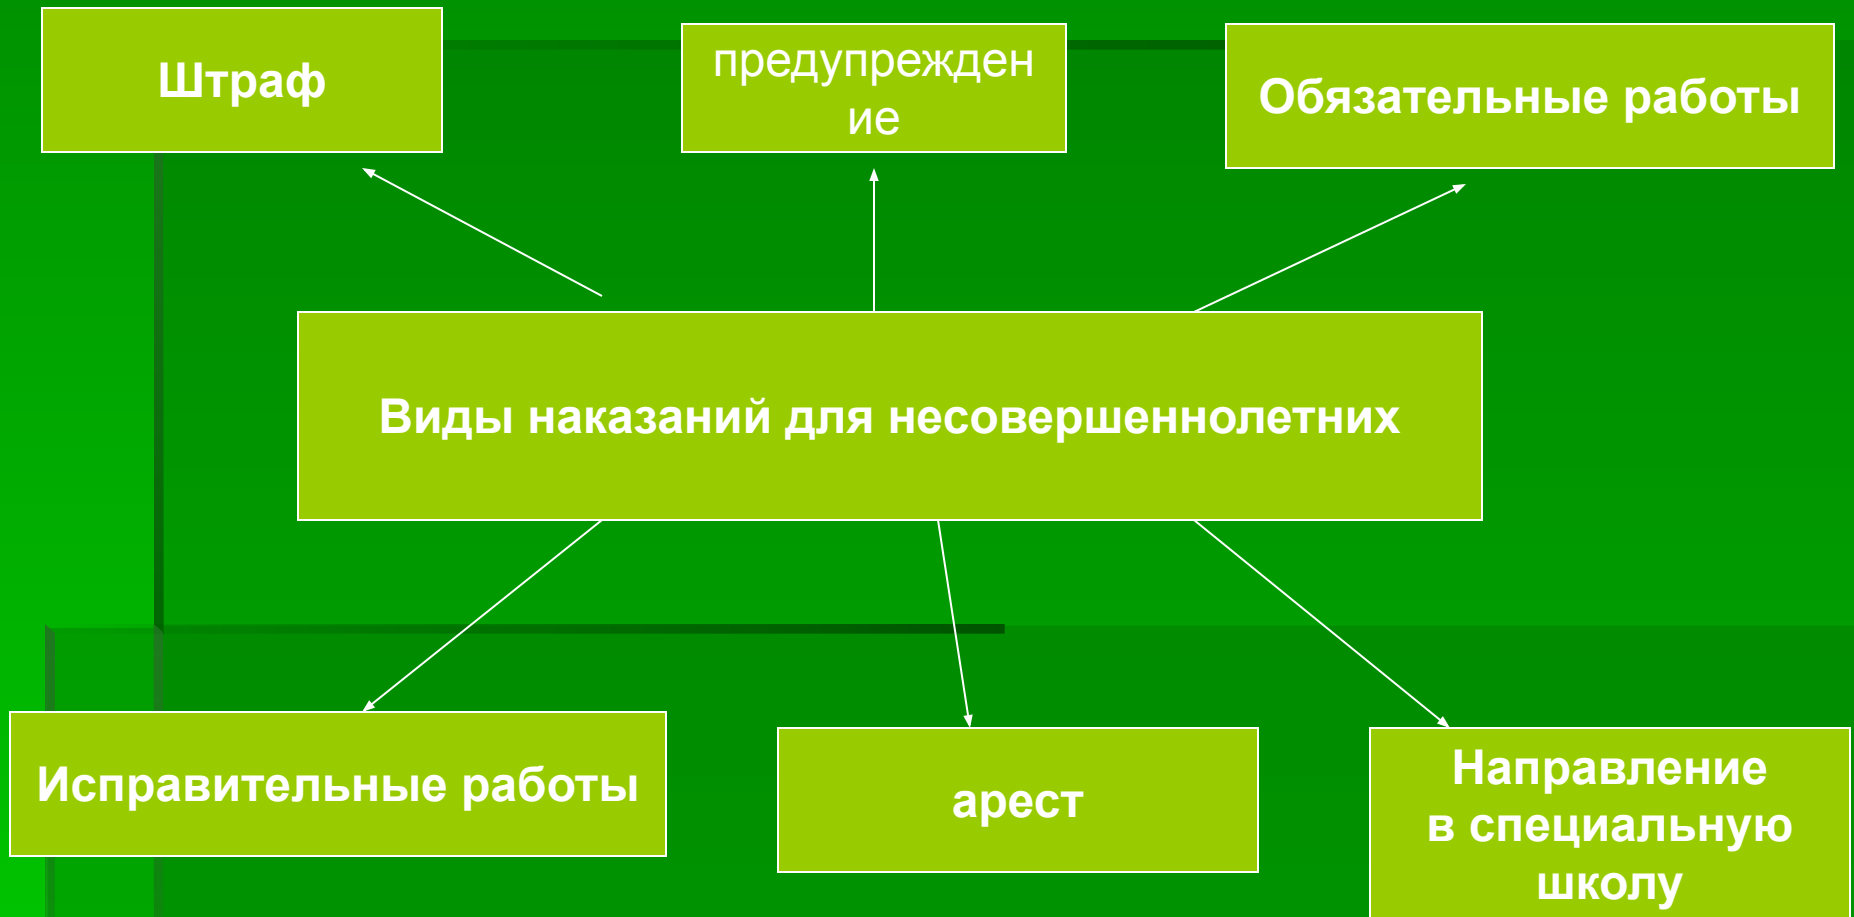 Штраф
предупрежден
ие
Обязательные работы
Виды наказаний для несовершеннолетних
Исправительные работы
арест
Направление
в специальную
школу